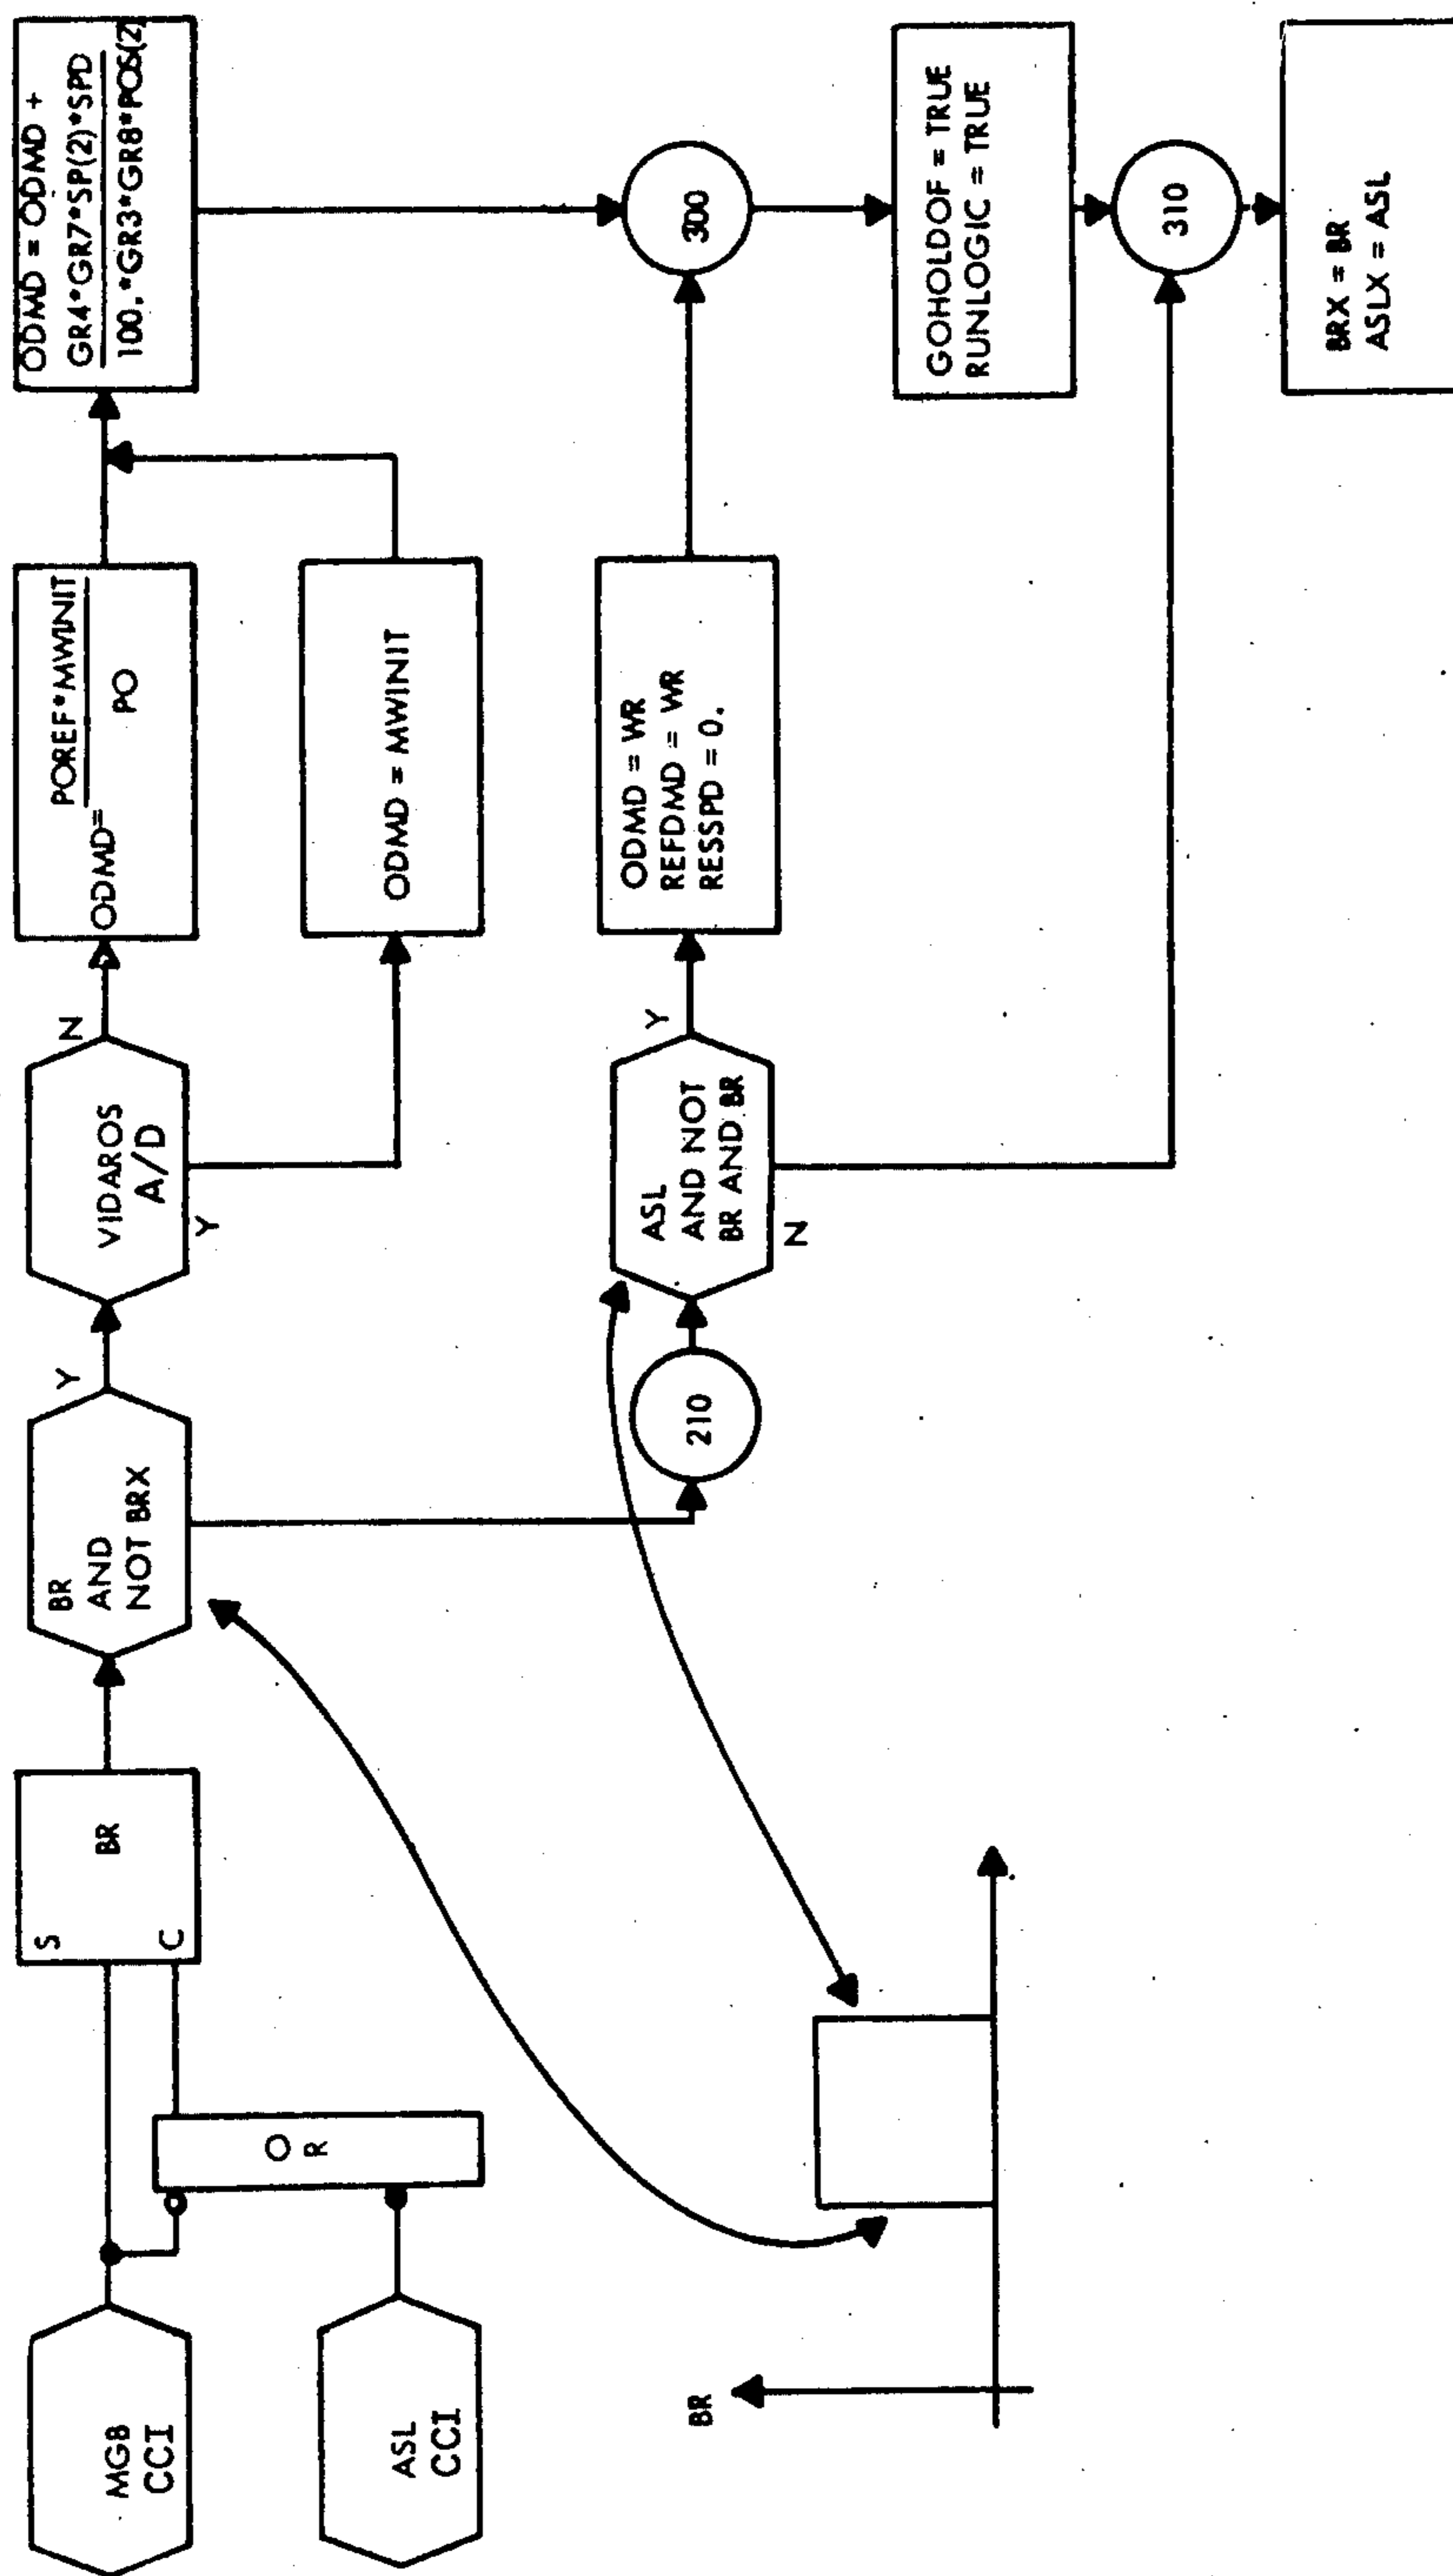 MGB
CCI
ASL
CCI
O
R
S
C
BR
BR
AND
NOT BRX
Y
VIDAROS
A/D
N
Y
ODMD=
POREF*MWINIT
PO
ODMD = MWINIT
ODMD = ODMD +
GR4*GR7*SP(2)*SPD
100.*GR3*GR8*POS(2)
210
ASL
AND NOT
BR AND BR
Y
N
ODMD = WR
REFDMD = WR
RESSPD = 0.
300
GOHOLDOF = TRUE
RUNLOGIC = TRUE
310
BRX = BR
ASLX = ASL
BR